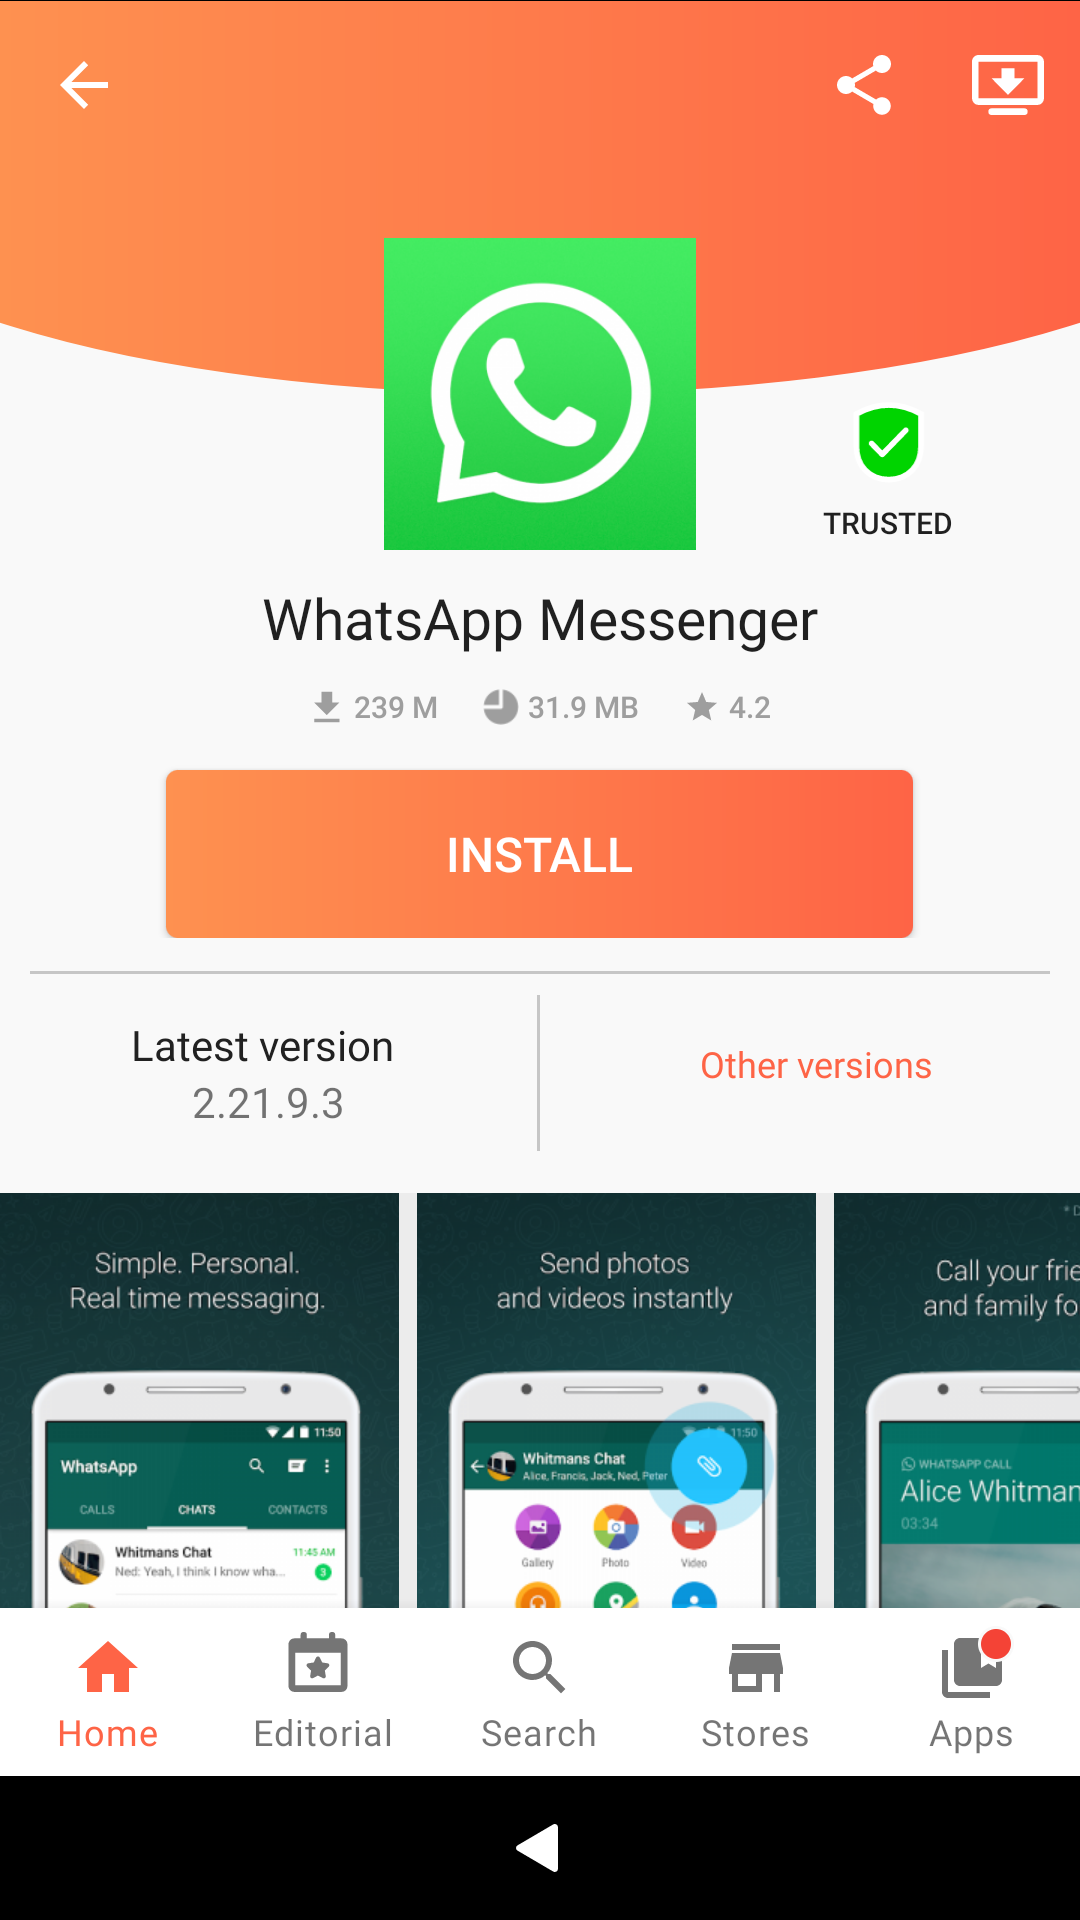 TRUSTED
WhatsApp Messenger
239 M 31.9 MB 4.2
INSTALL
Latest version
2.21.9.3
Other versions
Simple. Personal.
Real time messaging.
11:50
WhatsApp
CALLS CHATS CONTACTS
Whitmans Chat 11:45 AM
Ned: Yeah, I think I know wha... 3
Send photos
and videos instantly
11:50
Whitmans Chat
Alice, Francis, Jack, Ned, Peter
Gallery Photo Video
* D
Call your frie
and family fo
WHATSAPP CALL
Alice Whitman
03:34
Home Editorial Search Stores Apps